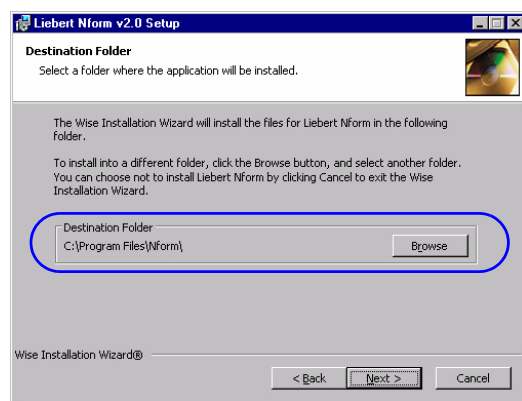 Liebert Nform v2.0 Setup
Destination Folder
Select a folder where the application will be installed.
The Wise Installation Wizard will install the files for Liebert Nform in the following
folder.
To install into a different folder, click the Browse button, and select another folder.
You can choose not to install Liebert Nform by clicking Cancel to exit the Wise
Installation Wizard.
Destination Folder
C:\Program Files\Nform\
Browse
Wise Installation Wizard®
< Back
Next >
Cancel